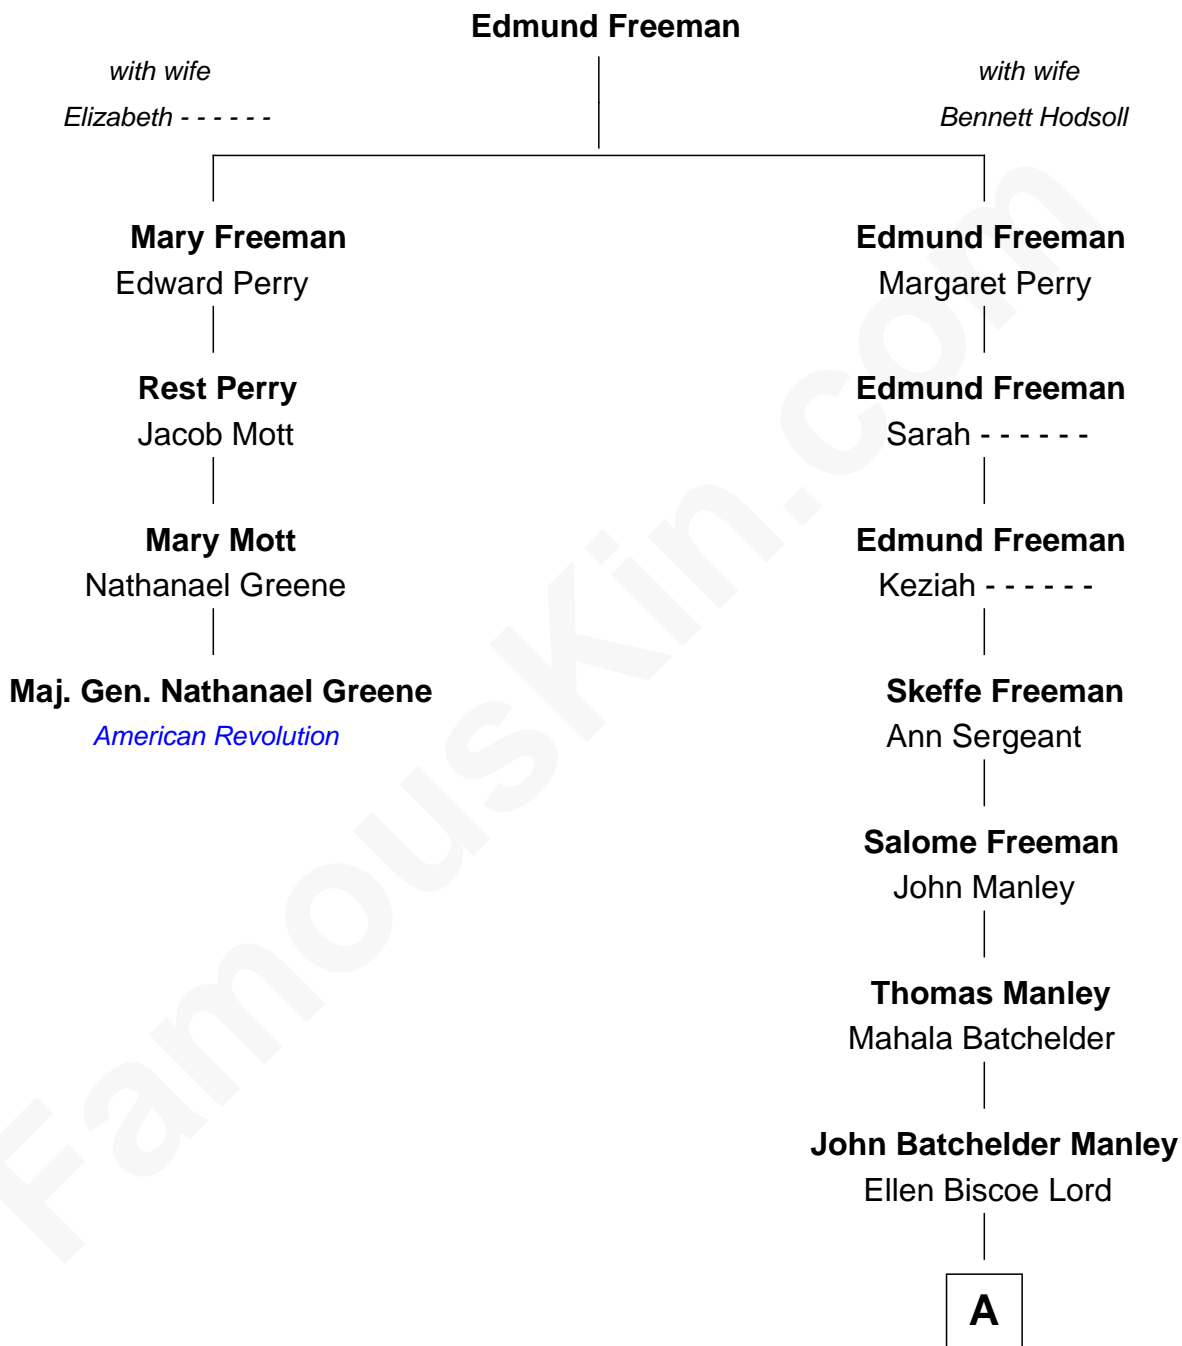 Edmund Freeman
with wife
Elizabeth - - - - - -
with wife
Bennett Hodsoll
Mary Freeman
Edward Perry
Edmund Freeman
Margaret Perry
Rest Perry
Jacob Mott
Edmund Freeman
Sarah - - - - - -
Mary Mott
Nathanael Greene
Edmund Freeman
Keziah - - - - - -
Maj. Gen. Nathanael Greene
American Revolution
Skeffe Freeman
Ann Sergeant
Salome Freeman
John Manley
Thomas Manley
Mahala Batchelder
John Batchelder Manley
Ellen Biscoe Lord
A
FamousKin.com